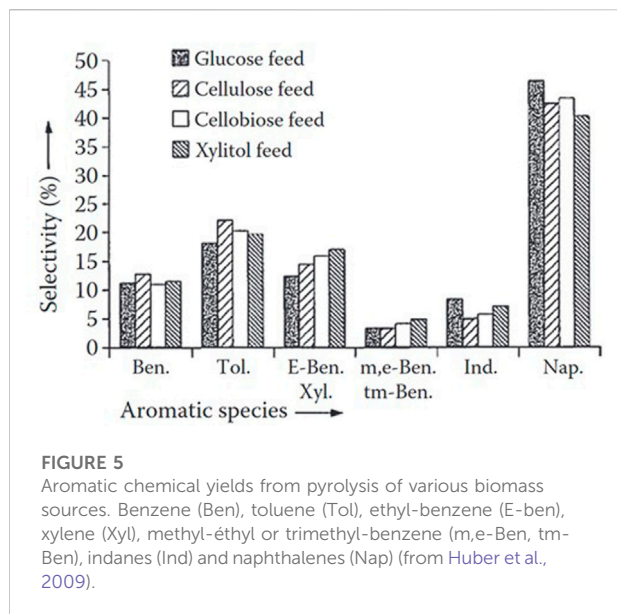 50
45
40
35
30
25
20
15
10
5
0
Selectivity (%)
Glucose feed
Cellulose feed
Cellobiose feed
Xylitol feed
Ben.
Tol.
E-Ben.
Xyl.
m,e-Ben.
tm-Ben.
Ind.
Nap.
Aromatic species
FIGURE 5
Aromatic chemical yields from pyrolysis of various biomass
sources. Benzene (Ben), toluene (Tol), ethyl-benzene (E-ben),
xylene (Xyl), methyl-éthyl or trimethyl-benzene (m,e-Ben, tm-
Ben), indanes (Ind) and naphthalenes (Nap) (from Huber et al.,
2009).